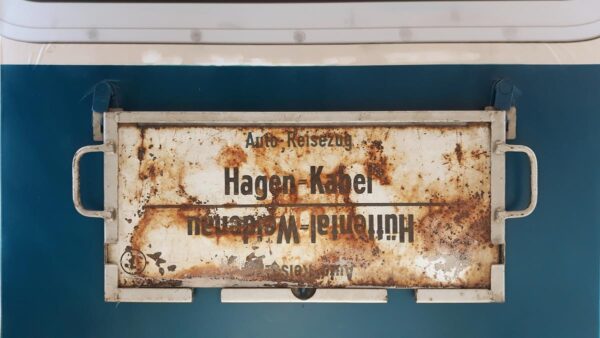 Auto-Reisezug
Hagen-Kabel
Hüttental-Weidenau